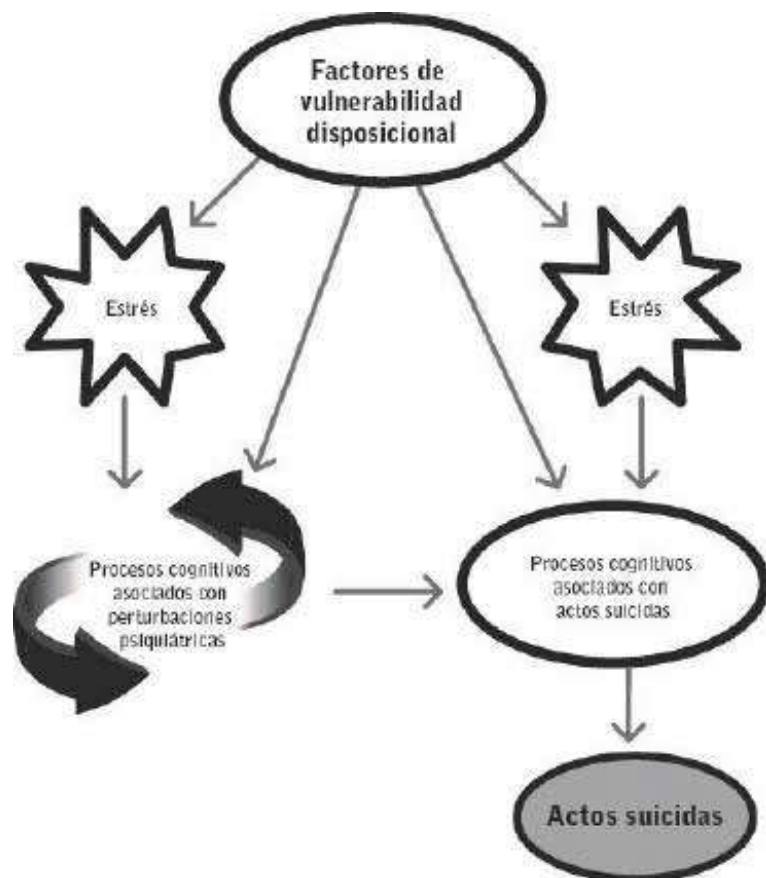 Factores de
vulnerabilidad
disposicional
Estrés
Estrés
Procesos cognitivos
asociados con
perturbaciones
psiquiátricas
Procesos cognitivos
asociados con
actos suicidas
Actos suicidas